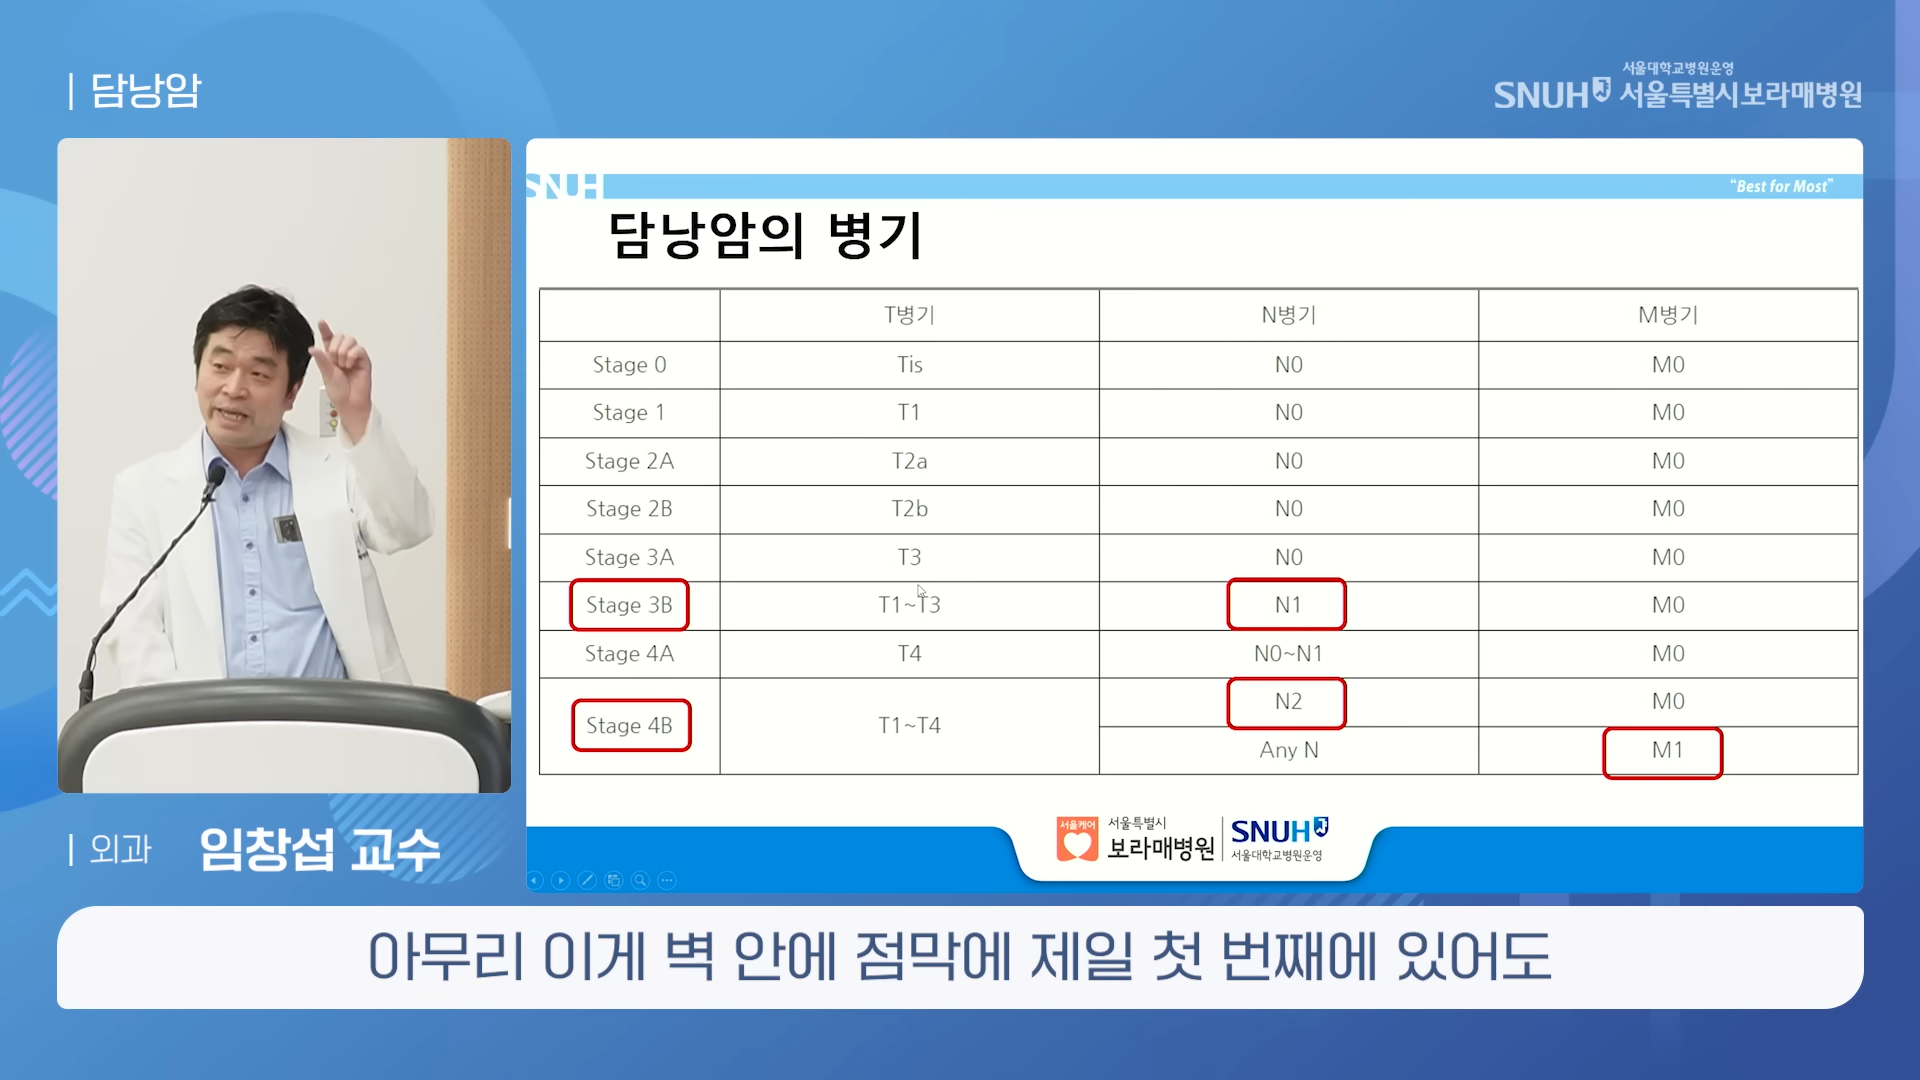 담낭암
서울대학교병원운영
SNUH 서울특별시보라매병원
SNUH
“Best for Most”
담낭암의 병기
T병기 N병기 M병기
Stage 0 Tis N0 M0
Stage 1 T1 N0 M0
Stage 2A T2a N0 M0
Stage 2B T2b N0 M0
Stage 3A T3 N0 M0
Stage 3B T1~T3 N1 M0
Stage 4A T4 N0~N1 M0
Stage 4B T1~T4 N2 M0
Any N M1
서울케어
서울특별시
보라매병원
SNUH
서울대학교병원운영
외과 임창섭 교수
아무리 이게 벽 안에 점막에 제일 첫 번째에 있어도